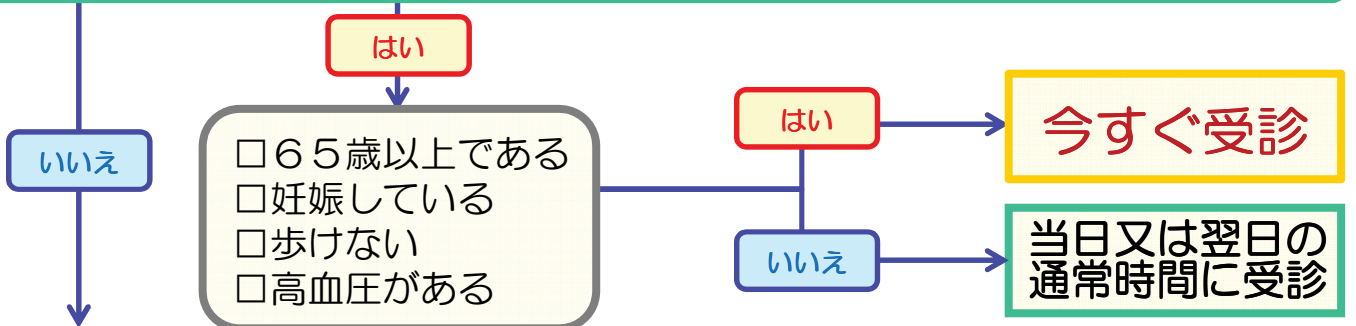 はい
いいえ
□６５歳以上である
□妊娠している
□歩けない
□高血圧がある
はい
今すぐ受診
いいえ
当日又は翌日の
通常時間に受診